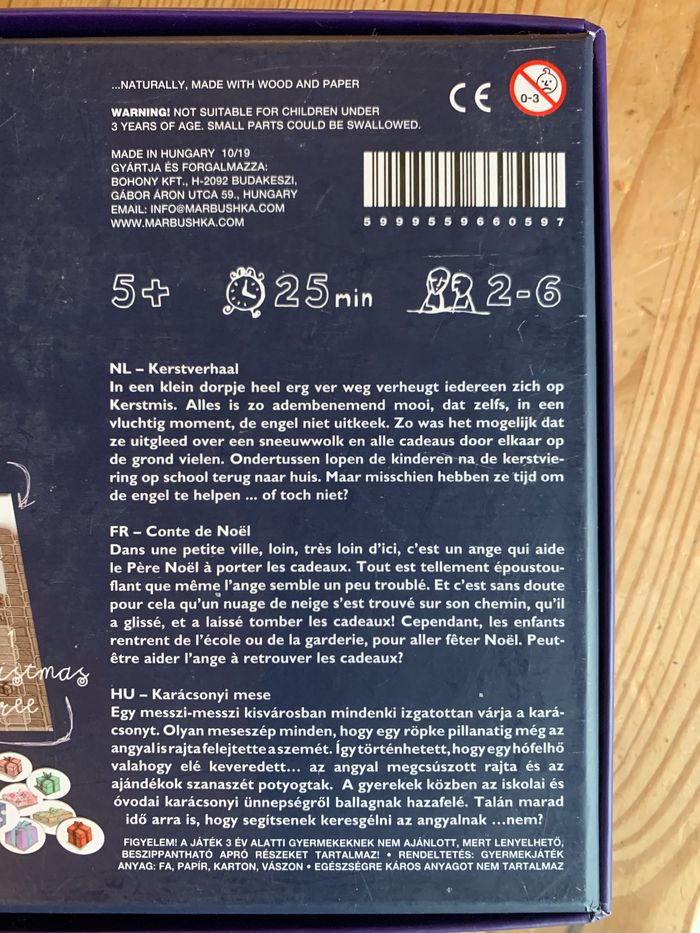 ...NATURALLY, MADE WITH WOOD AND PAPER
WARNING! NOT SUITABLE FOR CHILDREN UNDER
3 YEARS OF AGE. SMALL PARTS COULD BE SWALLOWED.
CE
0-3
MADE IN HUNGARY 10/19
GYÁRTJA ÉS FORGALMAZZA:
BOHONY KFT., H-2092 BUDAKESZI,
GÁBOR ÁRON UTCA 59., HUNGARY
EMAIL: INFO@MARBUSHKA.COM
WWW.MARBUSHKA.COM
5999559660597
5+ 25 min 2-6
NL – Kerstverhaal
In een klein dorpje heel erg ver weg verheugt iedereen zich op
Kerstmis. Alles is zo adembenemend mooi, dat zelfs, in een
vluchtig moment, de engel niet uitkeek. Zo was het mogelijk dat
ze uitgleed over een sneeuwwolk en alle cadeaus door elkaar op
de grond vielen. Ondertussen lopen de kinderen na de kerstvie-
ring op school terug naar huis. Maar misschien hebben ze tijd om
de engel te helpen ... of toch niet?
FR – Conte de Noël
Dans une petite ville, loin, très loin d'ici, c'est un ange qui aide
le Père Noël à porter les cadeaux. Tout est tellement époustou-
flant que même l'ange semble un peu troublé. Et c'est sans doute
pour cela qu'un nuage de neige s'est trouvé sur son chemin, qu'il
a glissé, et a laissé tomber les cadeaux! Cependant, les enfants
rentrent de l'école ou de la garderie, pour aller fêter Noël. Peut-
être aider l'ange à retrouver les cadeaux?
HU – Karácsonyi mese
Egy messzi-messzi kisvárosban mindenki izgatottan várja a kará-
csonyt. Olyan meseszép minden, hogy egy röpke pillanatig még az
angyal is rajta felejtette a szemét. Így történhetett, hogy egy hófelhő
valahogy elé keveredett... az angyal megcsúszott rajta és az
ajándékok szanaszét potyogtak. A gyerekek közben az iskolai és
óvodai karácsonyi ünnepségről ballagnak hazafelé. Talán marad
idő arra is, hogy segítsenek keresgélni az angyalnak ...nem?
FIGYELEM! A JÁTÉK 3 ÉV ALATTI GYERMEKEKNEK NEM AJÁNLOTT, MERT LENYELHETŐ,
BESZIPPANTHATÓ APRÓ RÉSZEKET TARTALMAZ! • RENDELTETÉS: GYERMEKJÁTÉK
ANYAG: FA, PAPÍR, KARTON, VÁSZON • EGÉSZSÉGRE KÁROS ANYAGOT NEM TARTALMAZ